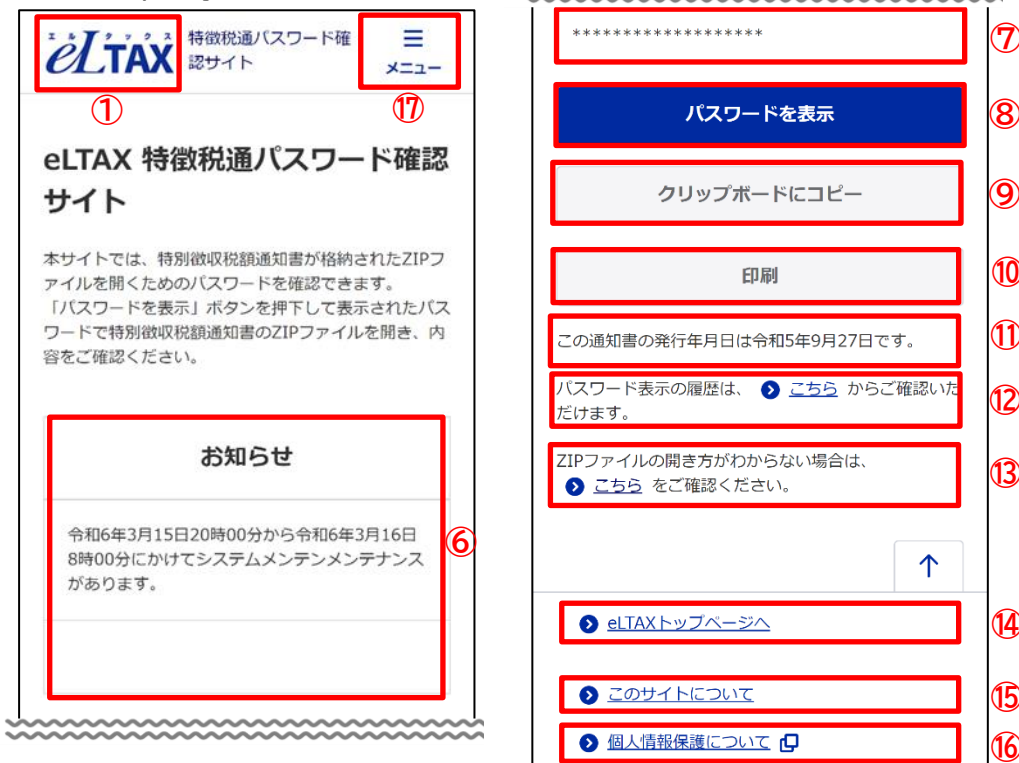 エルタックス
eLTAX
特徴税通パスワード確
認サイト
メニュー
①
⑰
eLTAX 特徴税通パスワード確認
サイト
本サイトでは、特別徴収税額通知書が格納されたZIPフ
ァイルを開くためのパスワードを確認できます。
「パスワードを表示」ボタンを押下して表示されたパス
ワードで特別徴収税額通知書のZIPファイルを開き、内
容をご確認ください。
お知らせ
令和6年3月15日20時00分から令和6年3月16日
8時00分にかけてシステムメンテンメンテナンス
があります。
⑥
*******************
⑦
パスワードを表示
⑧
クリップボードにコピー
⑨
印刷
⑩
この通知書の発行年月日は令和5年9月27日です。
⑪
パスワード表示の履歴は、 こちら からご確認いた
だけます。
⑫
ZIPファイルの開き方がわからない場合は、
こちら をご確認ください。
⑬
↑
eLTAXトップページへ
⑭
このサイトについて
⑮
個人情報保護について
⑯